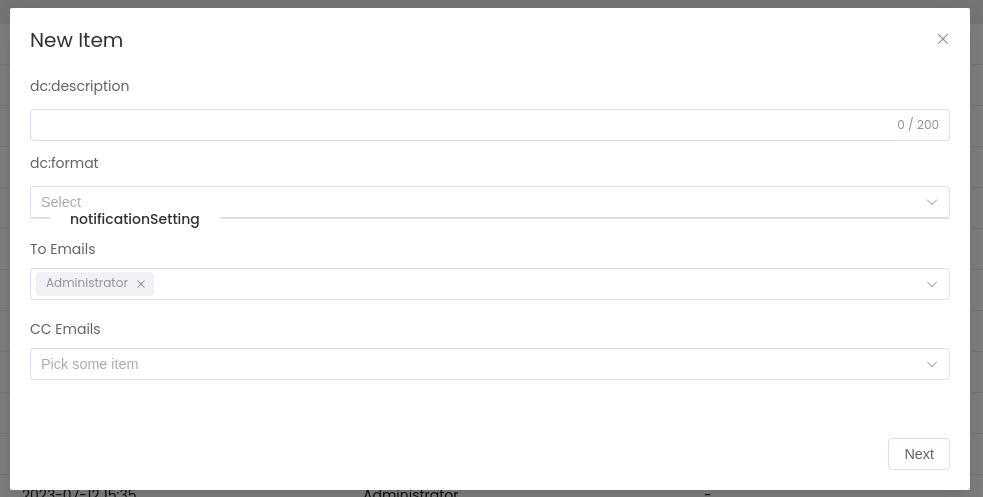 New Item
dc:description
0 / 200
dc:format
Select
notificationSetting
To Emails
Administrator
CC Emails
Pick some item
Next
2023-07-12 15:35 Administrator -